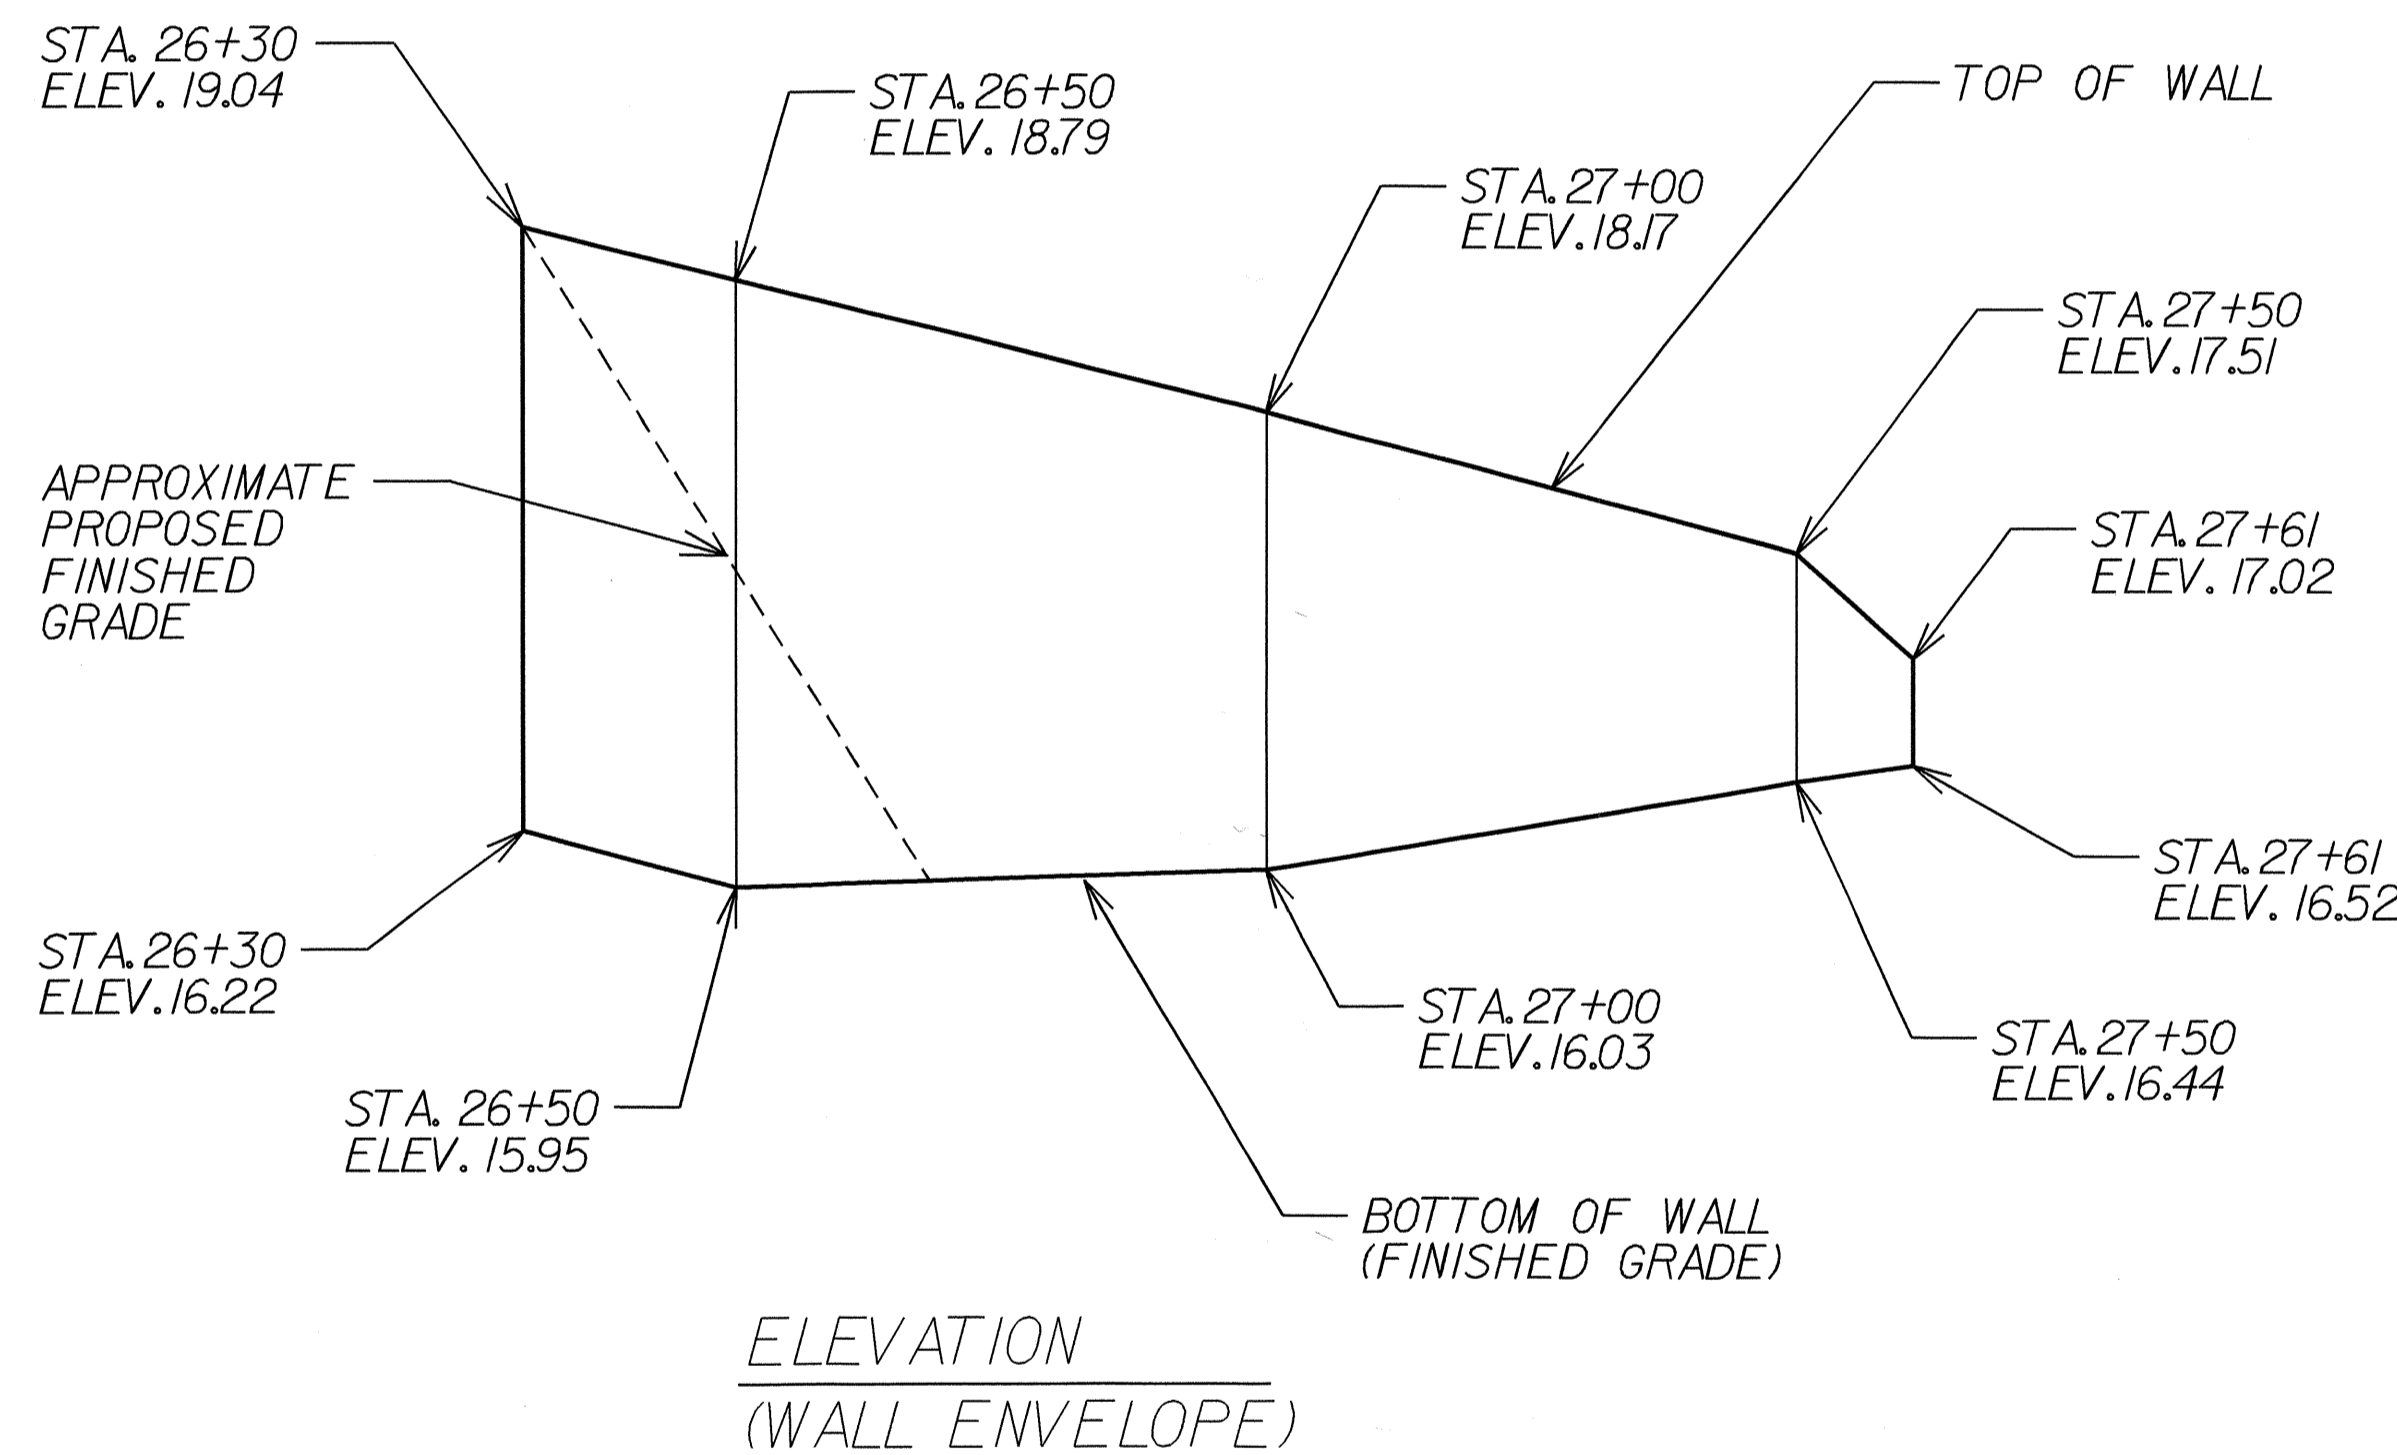 STA. 26+30
ELEV. 19.04
STA. 26+50
ELEV. 18.79
TOP OF WALL
STA. 27+00
ELEV. 18.17
STA. 27+50
ELEV. 17.51
APPROXIMATE
PROPOSED
FINISHED
GRADE
STA. 27+61
ELEV. 17.02
STA. 27+61
ELEV. 16.52
STA. 26+30
ELEV. 16.22
STA. 27+00
ELEV. 16.03
STA. 27+50
ELEV. 16.44
STA. 26+50
ELEV. 15.95
BOTTOM OF WALL
(FINISHED GRADE)
ELEVATION
(WALL ENVELOPE)